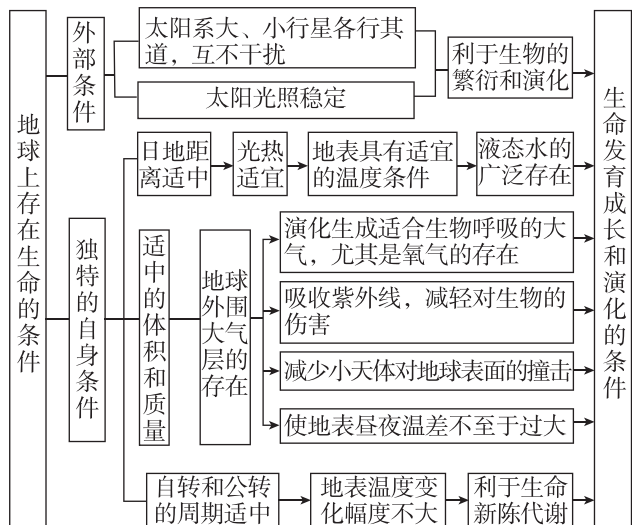 地球上存在生命的条件
外部条件
太阳系大、小行星各行其
道，互不干扰
太阳光照稳定
利于生物的
繁衍和演化
独特的自身条件
日地距
离适中
光热
适宜
地表具有适宜
的温度条件
液态水的
广泛存在
适中的体积和质量
地球
外围
大气
层的
存在
演化生成适合生物呼吸的大
气，尤其是氧气的存在
吸收紫外线，减轻对生物的
伤害
减少小天体对地球表面的撞击
使地表昼夜温差不至于过大
自转和公转
的周期适中
地表温度变
化幅度不大
利于生命
新陈代谢
生命发育成长和演化的条件